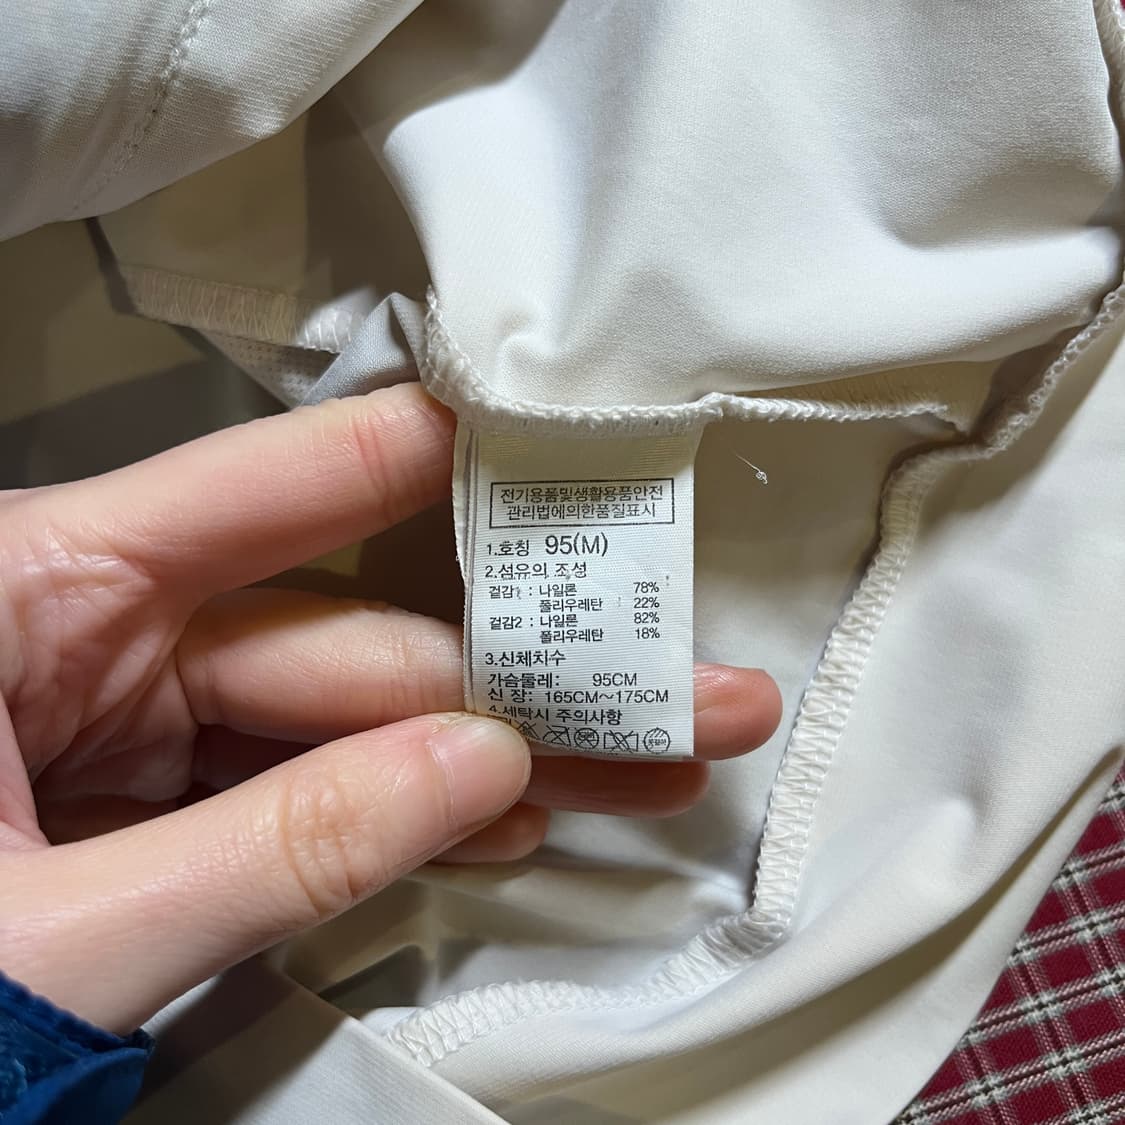 전기용품및생활용품안전
관리법에의한품질표시
1.호칭 95(M)
2.섬유의 조성
겉감1 : 나일론 78%
폴리우레탄 22%
겉감2 : 나일론 82%
폴리우레탄 18%
3.신체치수
가슴둘레: 95CM
신 장: 165CM~175CM
4.세탁시 주의사항